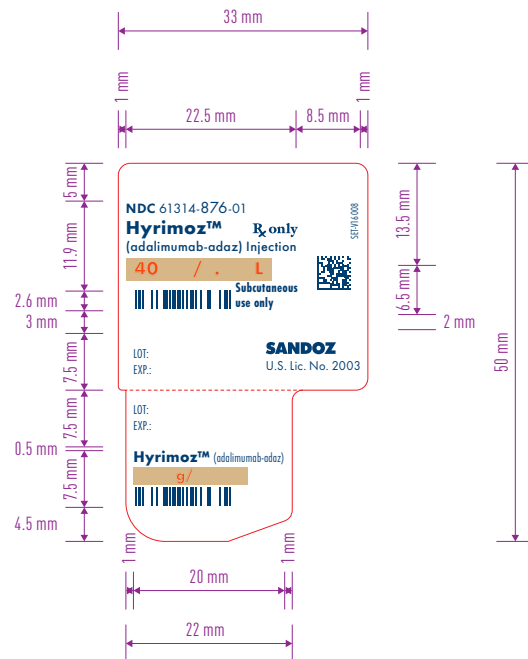 33 mm
1 mm
1 mm
22.5 mm
8.5 mm
5 mm
11.9 mm
2.6 mm
3 mm
7.5 mm
7.5 mm
0.5 mm
7.5 mm
4.5 mm
NDC 61314-876-01
Hyrimoz™ ℞ only
(adalimumab-adaz) Injection
40 / . L
Subcutaneous
use only
SEI-V16008
LOT:
EXP.:
SANDOZ
U.S. Lic. No. 2003
LOT:
EXP.:
Hyrimoz™ (adalimumab-adaz)
g/
13.5 mm
6.5 mm
2 mm
50 mm
1 mm
20 mm
1 mm
22 mm